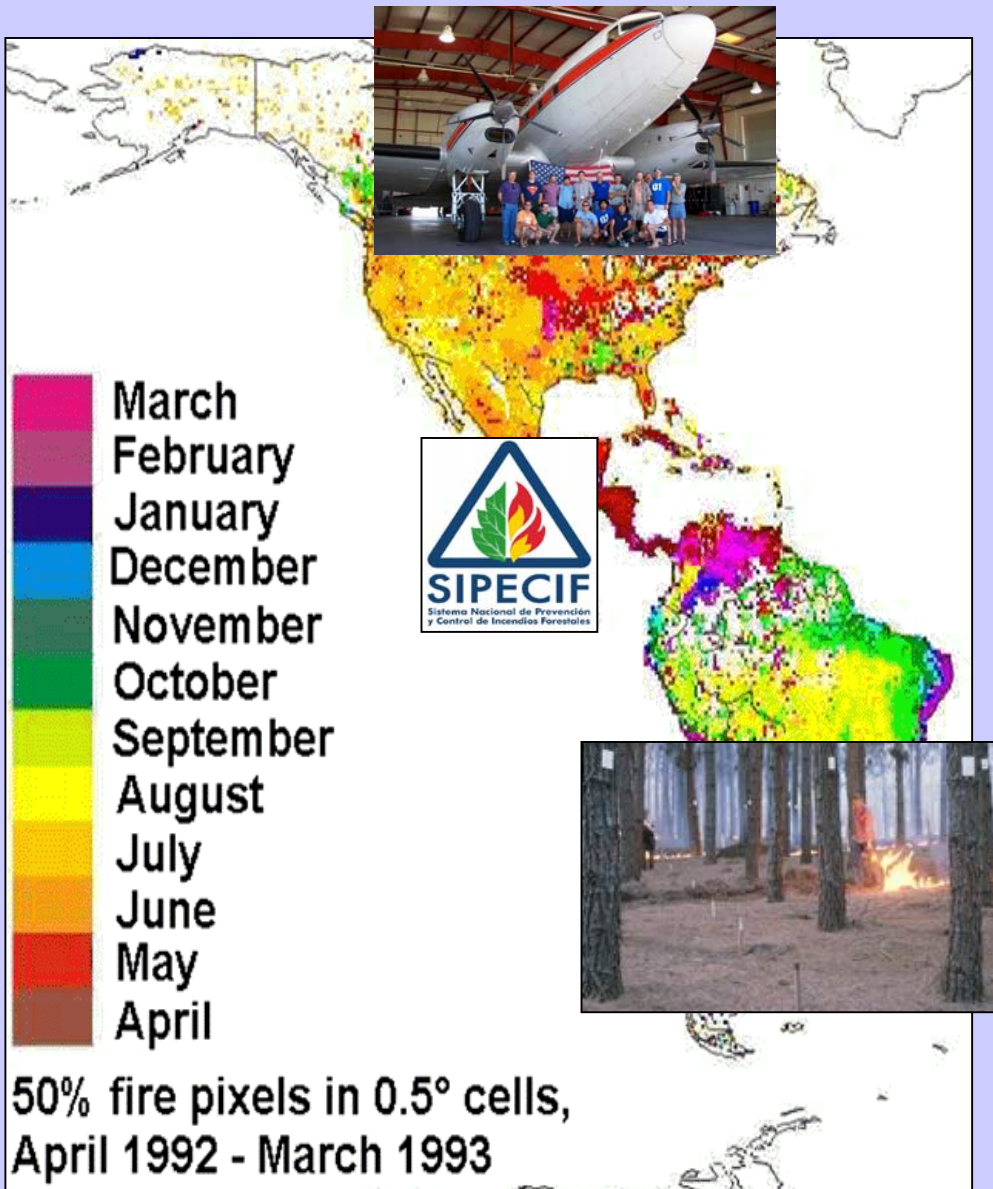 March
February
January
December
November
October
September
August
July
June
May
April
SIPECIF
Sistema Nacional de Prevención
y Control de Incendios Forestales
50% fire pixels in 0.5° cells,
April 1992 - March 1993